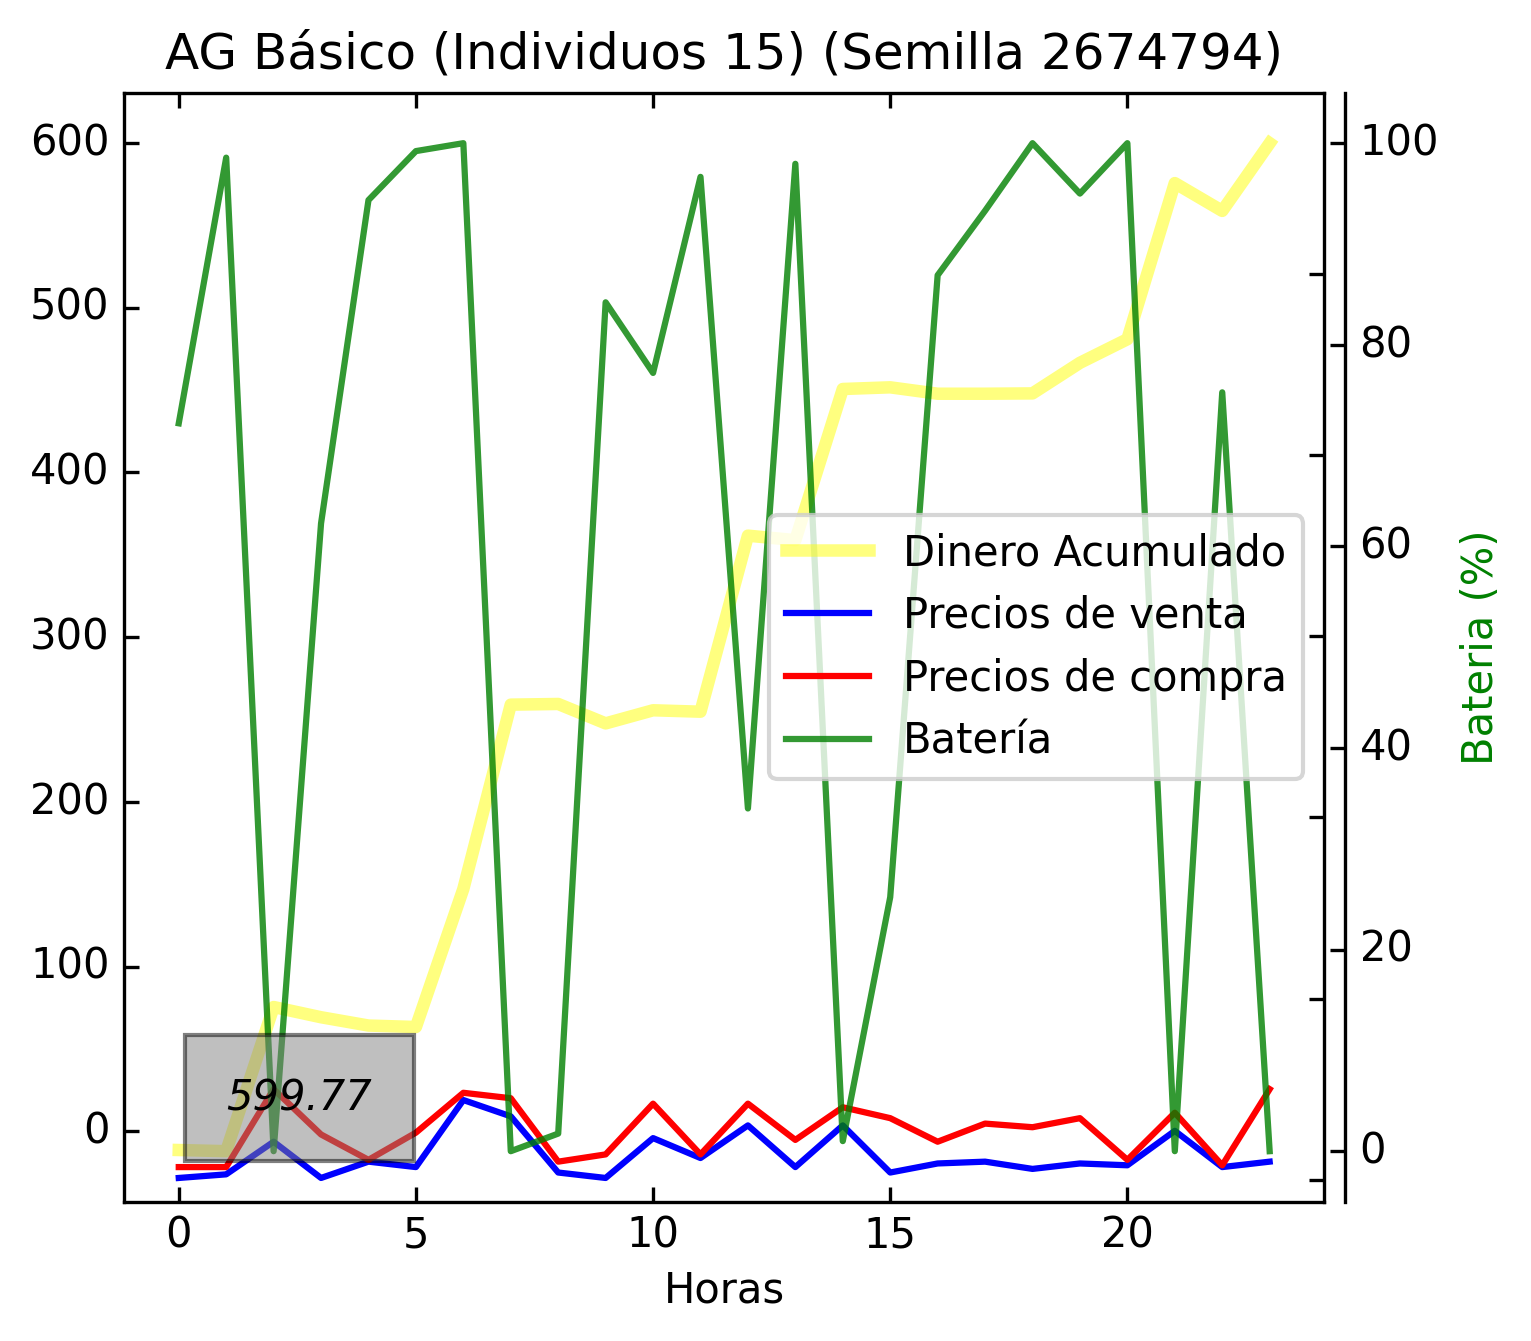 AG Básico (Individuos 15) (Semilla 2674794)
600
500
400
300
200
100
0
100
80
60
40
20
0
Bateria (%)
Dinero Acumulado
Precios de venta
Precios de compra
Batería
599.77
0 5 10 15 20
Horas